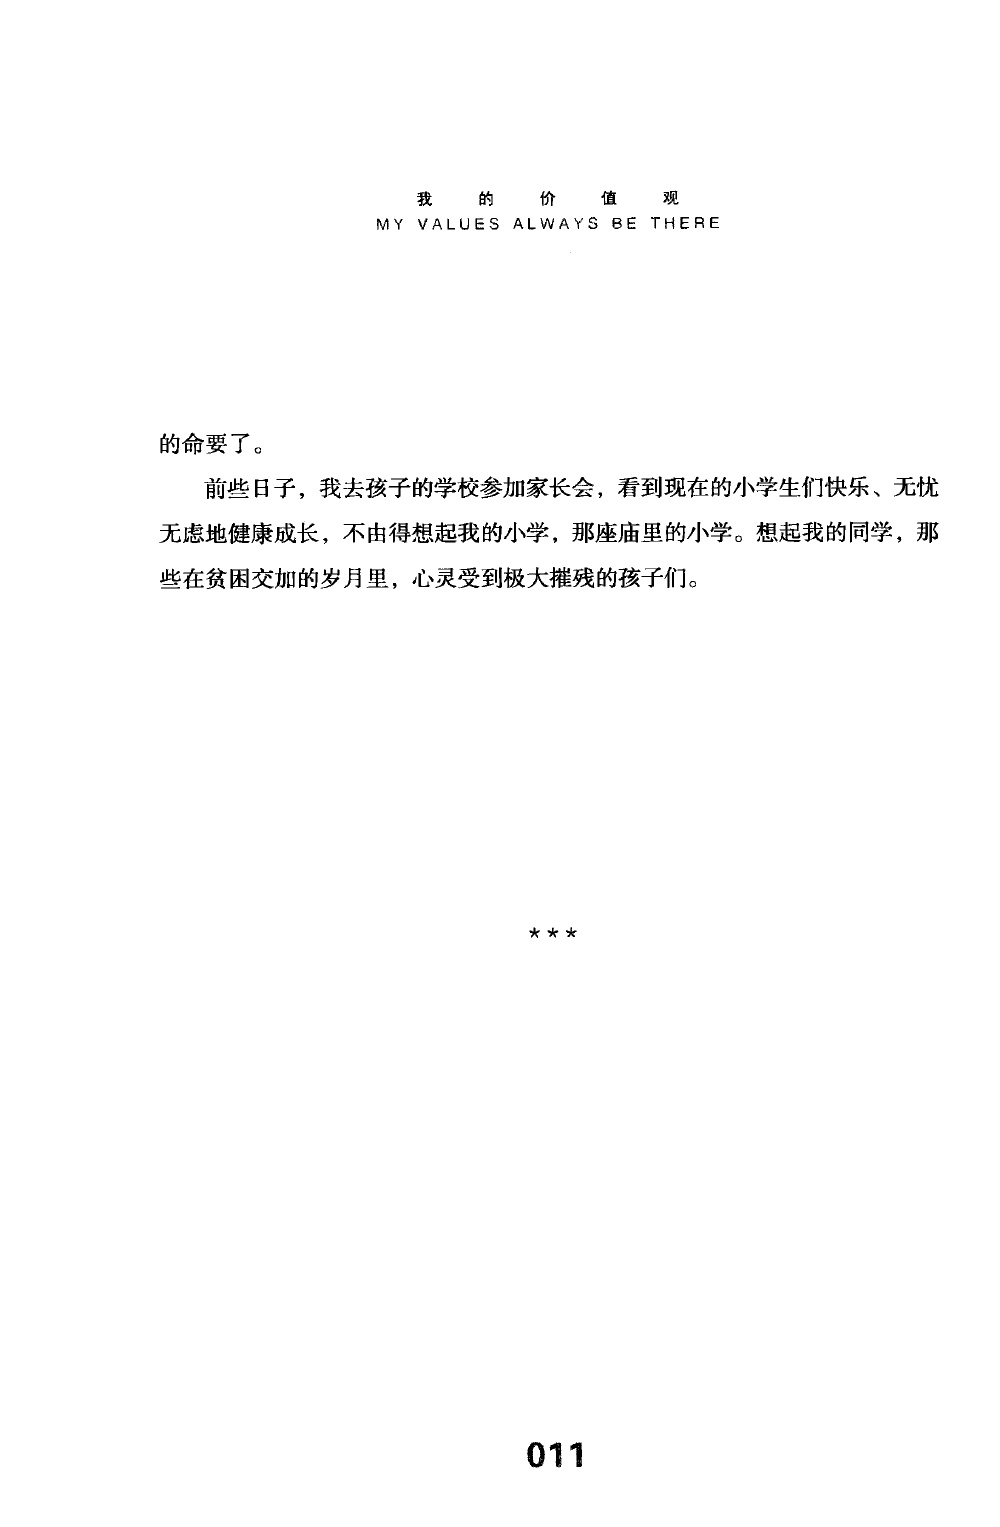 我的价值观
MY VALUES ALWAYS BE THERE
的命要了。
前些日子，我去孩子的学校参加家长会，看到现在的小学生们快乐、无忧
无虑地健康成长，不由得想起我的小学，那座庙里的小学。想起我的同学，那
些在贫困交加的岁月里，心灵受到极大摧残的孩子们。
***
011